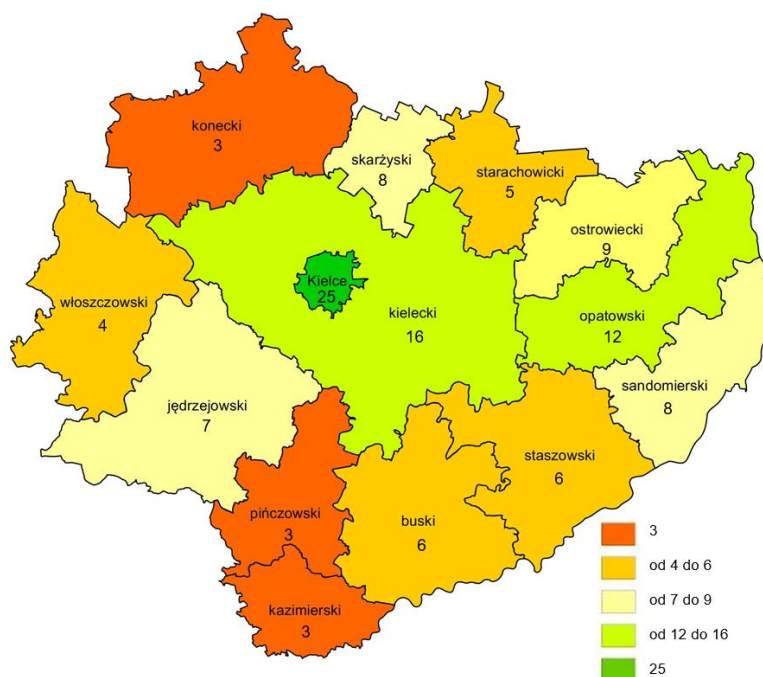 konecki
3
skarżyski
8
starachowicki
5
ostrowiecki
9
Kielce
25
włoszczowski
4
kielecki
16
opatowski
12
sandomierski
8
jędrzejowski
7
staszowski
6
pińczowski
3
buski
6
kazimierski
3
3
od 4 do 6
od 7 do 9
od 12 do 16
25